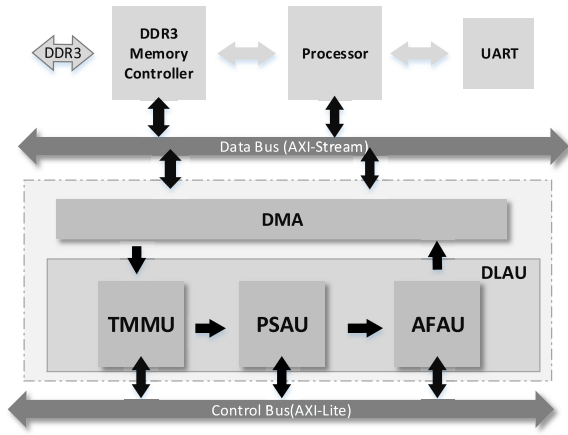 DDR3
DDR3
Memory
Controller
Processor
UART
Data Bus (AXI-Stream)
DMA
DLAU
TMMU
PSAU
AFAU
Control Bus(AXI-Lite)